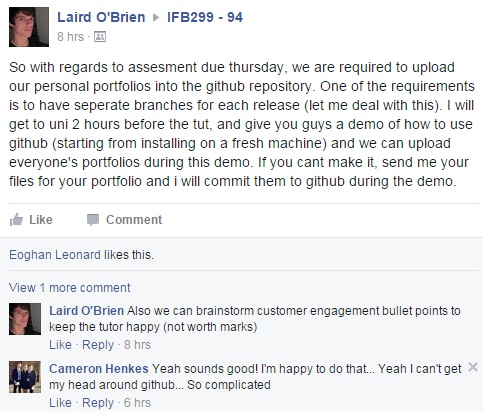 Laird O'Brien ▸ IFB299 - 94
8 hrs ·
So with regards to assesment due thursday, we are required to upload
our personal portfolios into the github repository. One of the requirements
is to have seperate branches for each release (let me deal with this). I will
get to uni 2 hours before the tut, and give you guys a demo of how to use
github (starting from installing on a fresh machine) and we can upload
everyone's portfolios during this demo. If you cant make it, send me your
files for your portfolio and i will commit them to github during the demo.
Like Comment
Eoghan Leonard likes this.
View 1 more comment
Laird O'Brien Also we can brainstorm customer engagement bullet points to
keep the tutor happy (not worth marks)
Like · Reply · 8 hrs
Cameron Henkes Yeah sounds good! I'm happy to do that... Yeah I can't get
my head around github... So complicated
Like · Reply · 6 hrs